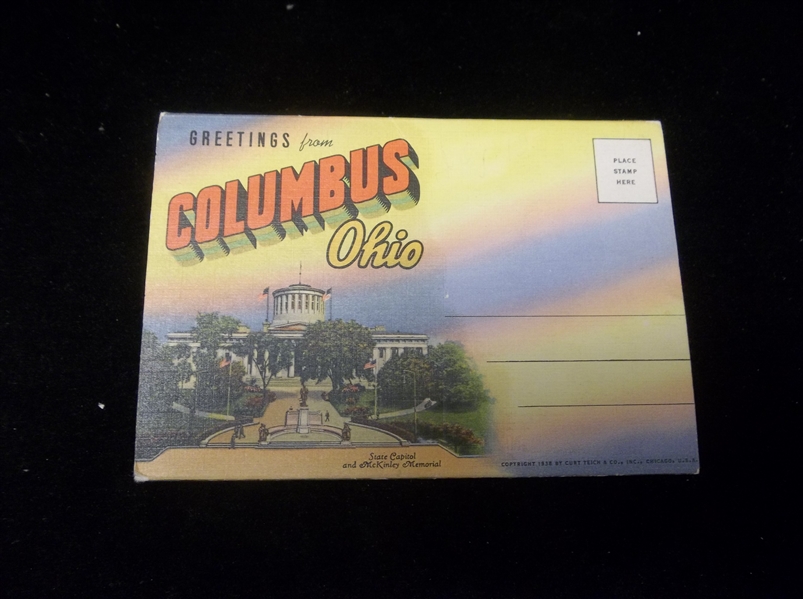 GREETINGS from
COLUMBUS
Ohio
PLACE
STAMP
HERE
State Capitol
and McKinley Memorial
COPYRIGHT 1938 BY CURT TEICH & CO., INC., CHICAGO, U.S.A.